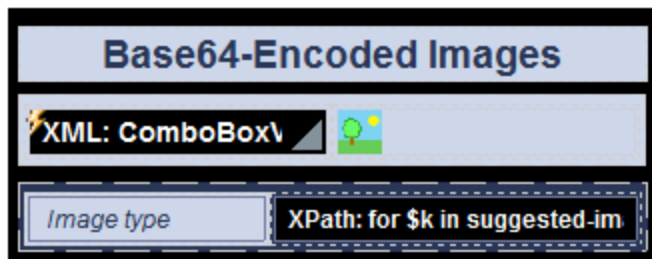 Base64-Encoded Images
XML: ComboBoxV
Image type XPath: for $k in suggested-im